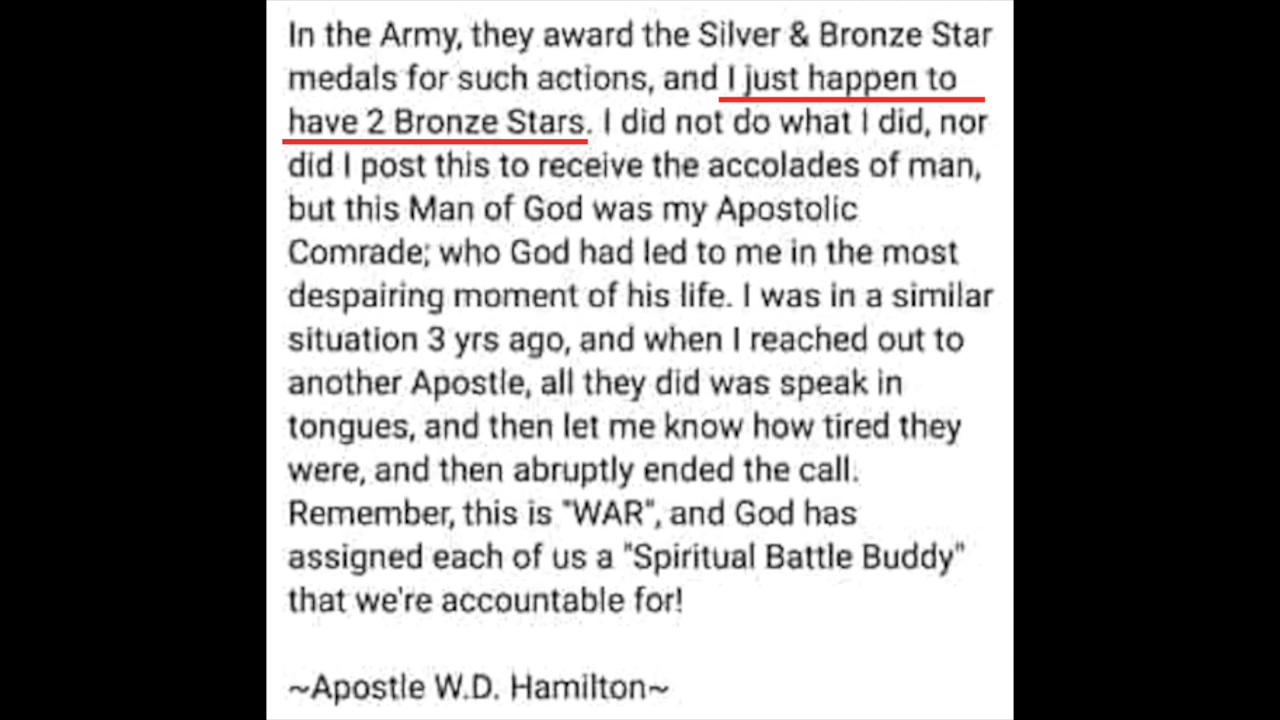 In the Army, they award the Silver & Bronze Star
medals for such actions, and I just happen to
have 2 Bronze Stars. I did not do what I did, nor
did I post this to receive the accolades of man,
but this Man of God was my Apostolic
Comrade; who God had led to me in the most
despairing moment of his life. I was in a similar
situation 3 yrs ago, and when I reached out to
another Apostle, all they did was speak in
tongues, and then let me know how tired they
were, and then abruptly ended the call.
Remember, this is "WAR", and God has
assigned each of us a "Spiritual Battle Buddy"
that we're accountable for!
~Apostle W.D. Hamilton~